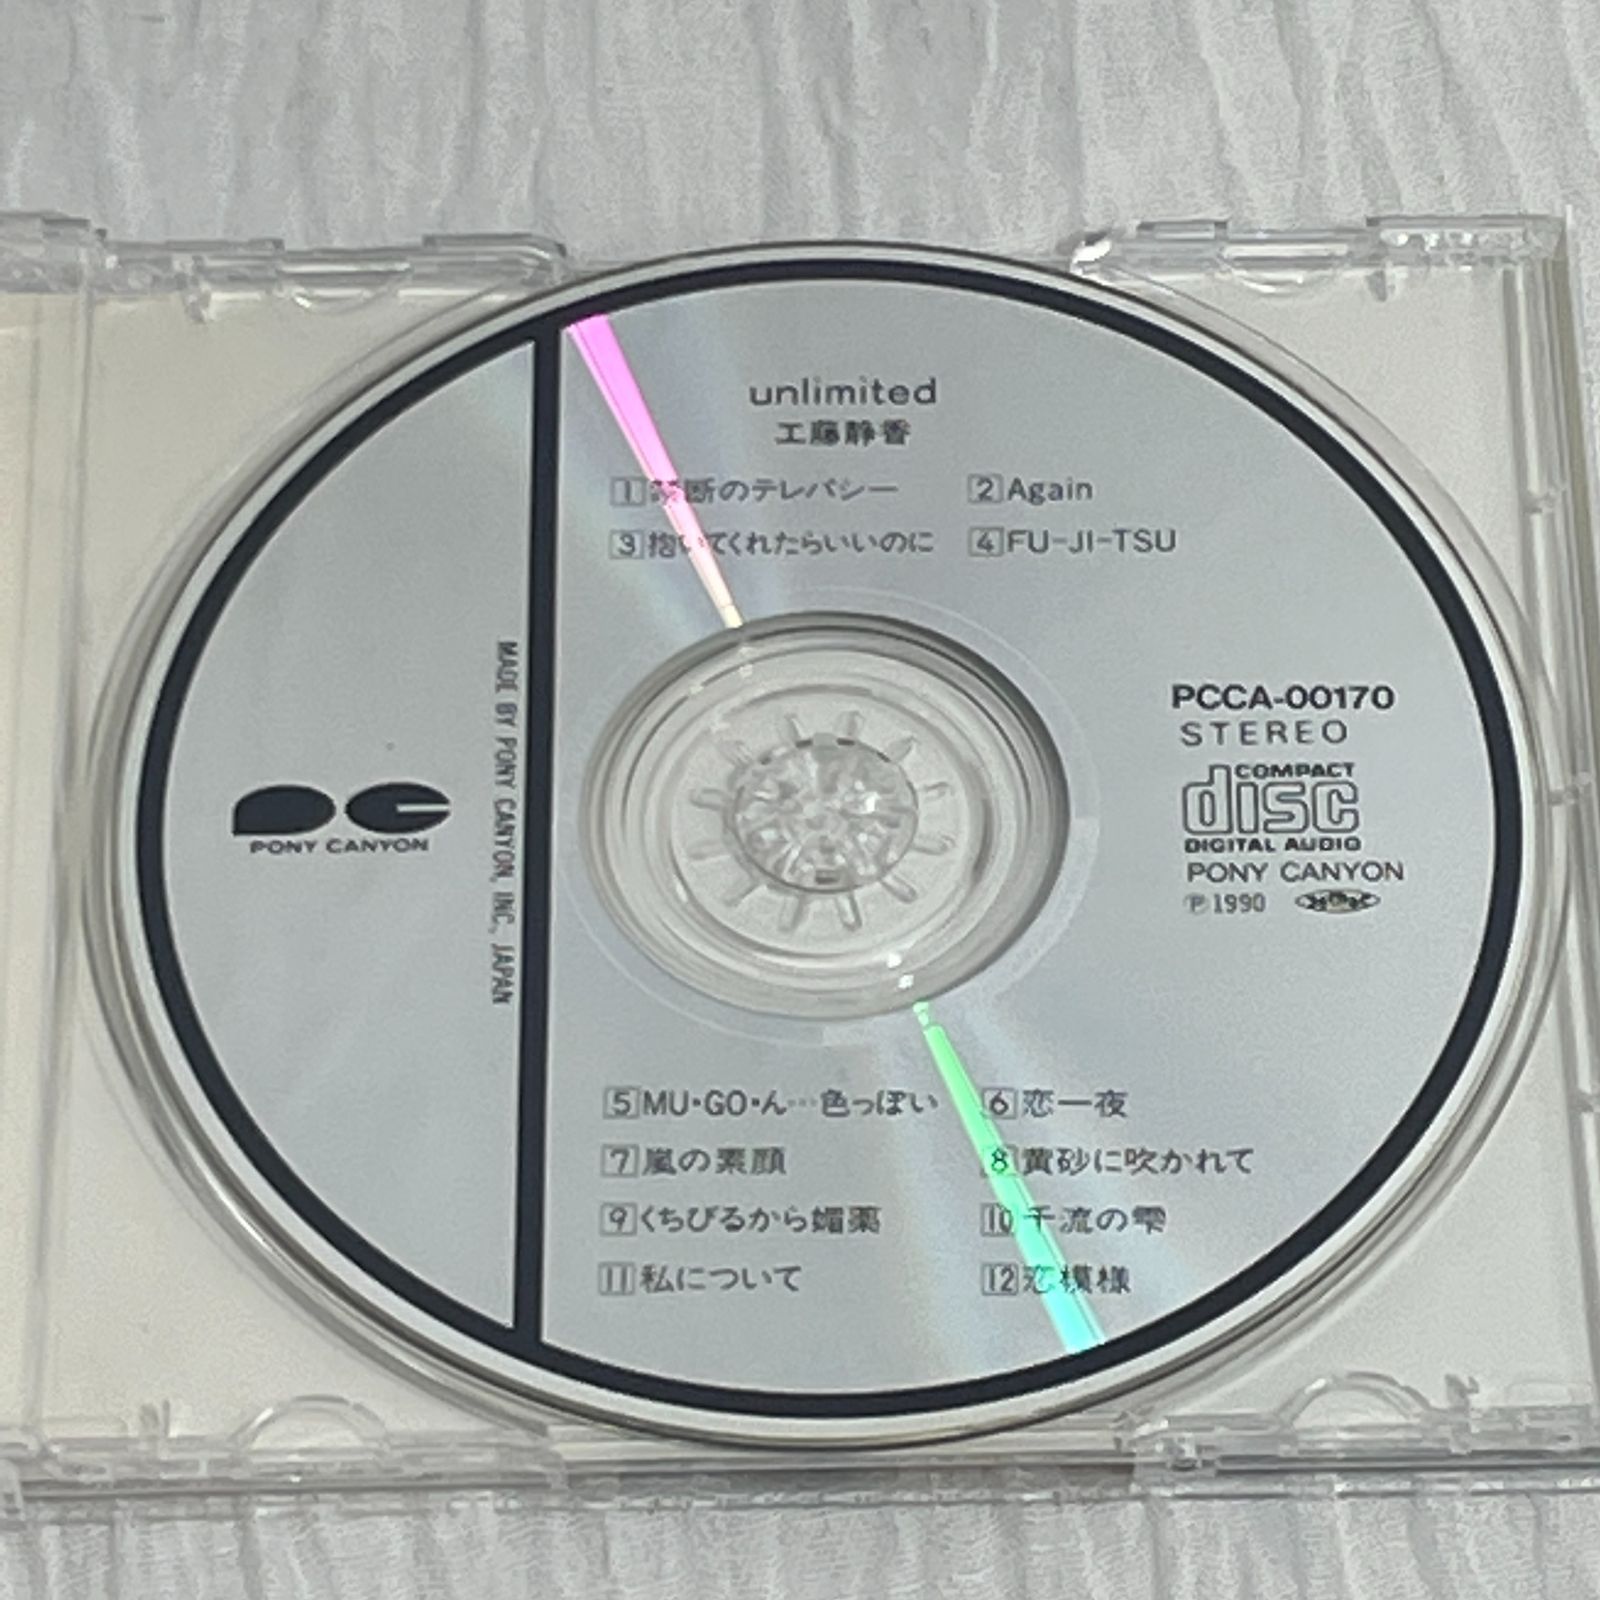 unlimited
工藤静香
1 禁断のテレパシー 2 Again
3 抱いてくれたらいいのに 4 FU-JI-TSU
PCCA-00170
STEREO
COMPACT
disc
DIGITAL AUDIO
PONY CANYON
Ⓟ1990
PONY CANYON
MADE BY PONY CANYON, INC., JAPAN
5 MU・GO・ん…色っぽい 6 恋一夜
7 嵐の素顔 8 黄砂に吹かれて
9 くちびるから媚薬 10 千流の雫
11 私について 12 恋模様